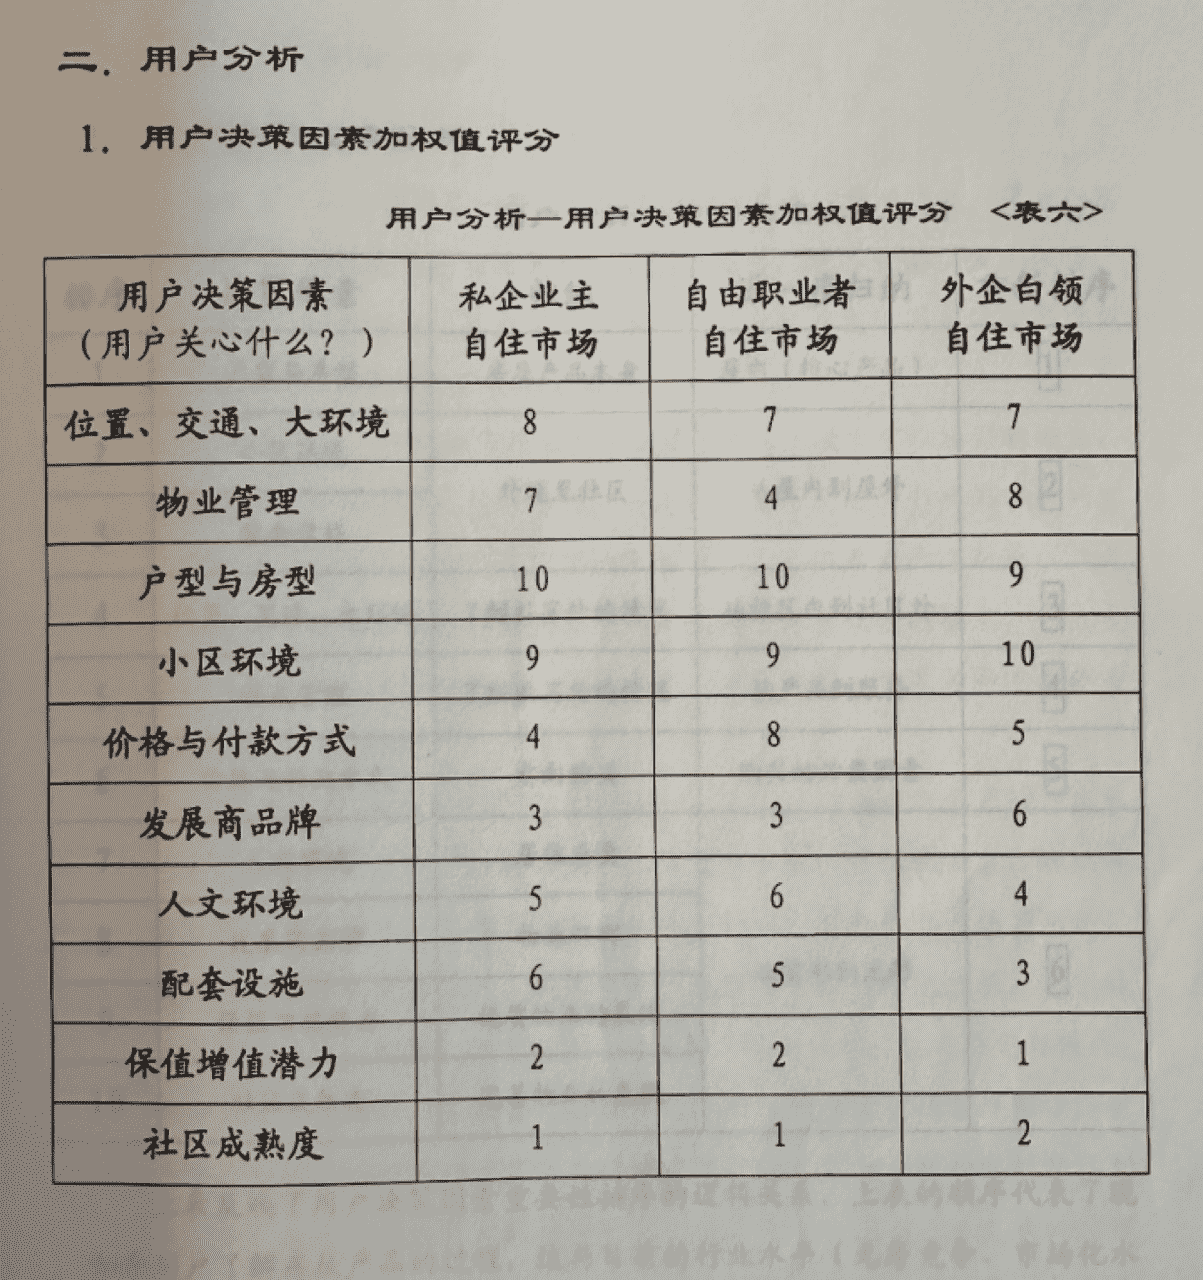 二. 用户分析
1. 用户决策因素加权值评分
用户分析—用户决策因素加权值评分 <表六>
用户决策因素 私企业主 自由职业者 外企白领
（用户关心什么？） 自住市场 自住市场 自住市场
位置、交通、大环境 8 7 7
物业管理 7 4 8
户型与房型 10 10 9
小区环境 9 9 10
价格与付款方式 4 8 5
发展商品牌 3 3 6
人文环境 5 6 4
配套设施 6 5 3
保值增值潜力 2 2 1
社区成熟度 1 1 2